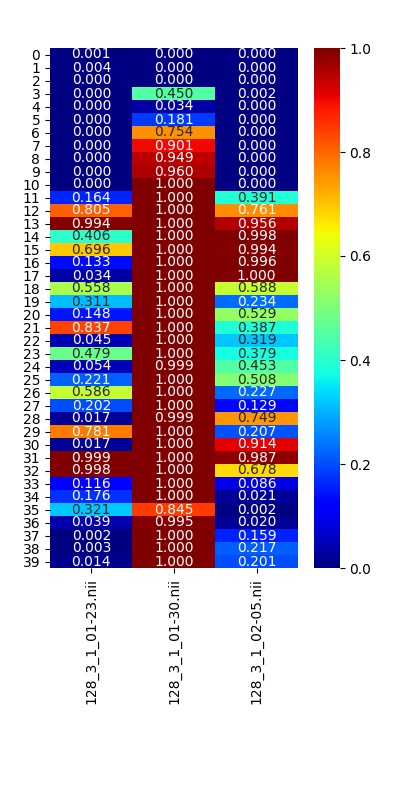 0 0.001 0.000 0.000
1 0.004 0.000 0.000
2 0.000 0.000 0.000
3 0.000 0.450 0.002
4 0.000 0.034 0.000
5 0.000 0.181 0.000
6 0.000 0.754 0.000
7 0.000 0.901 0.000
8 0.000 0.949 0.000
9 0.000 0.960 0.000
10 0.000 1.000 0.000
11 0.164 1.000 0.391
12 0.805 1.000 0.761
13 0.994 1.000 0.956
14 0.406 1.000 0.998
15 0.696 1.000 0.994
16 0.133 1.000 0.996
17 0.034 1.000 1.000
18 0.558 1.000 0.588
19 0.311 1.000 0.234
20 0.148 1.000 0.529
21 0.837 1.000 0.387
22 0.045 1.000 0.319
23 0.479 1.000 0.379
24 0.054 0.999 0.453
25 0.221 1.000 0.508
26 0.586 1.000 0.227
27 0.202 1.000 0.129
28 0.017 0.999 0.749
29 0.781 1.000 0.207
30 0.017 1.000 0.914
31 0.999 1.000 0.987
32 0.998 1.000 0.678
33 0.116 1.000 0.086
34 0.176 1.000 0.021
35 0.321 0.845 0.002
36 0.039 0.995 0.020
37 0.002 1.000 0.159
38 0.003 1.000 0.217
39 0.014 1.000 0.201
128_3_1_01-23.nii
128_3_1_01-30.nii
128_3_1_02-05.nii
1.0
0.8
0.6
0.4
0.2
0.0